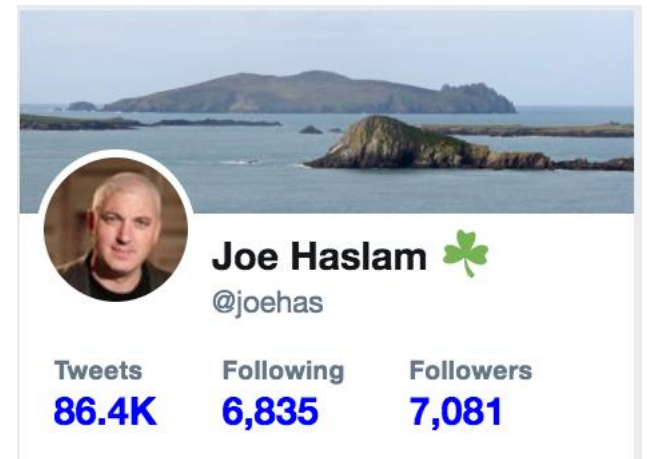 Joe Haslam ☘️
@joehas
Tweets Following Followers
86.4K 6,835 7,081